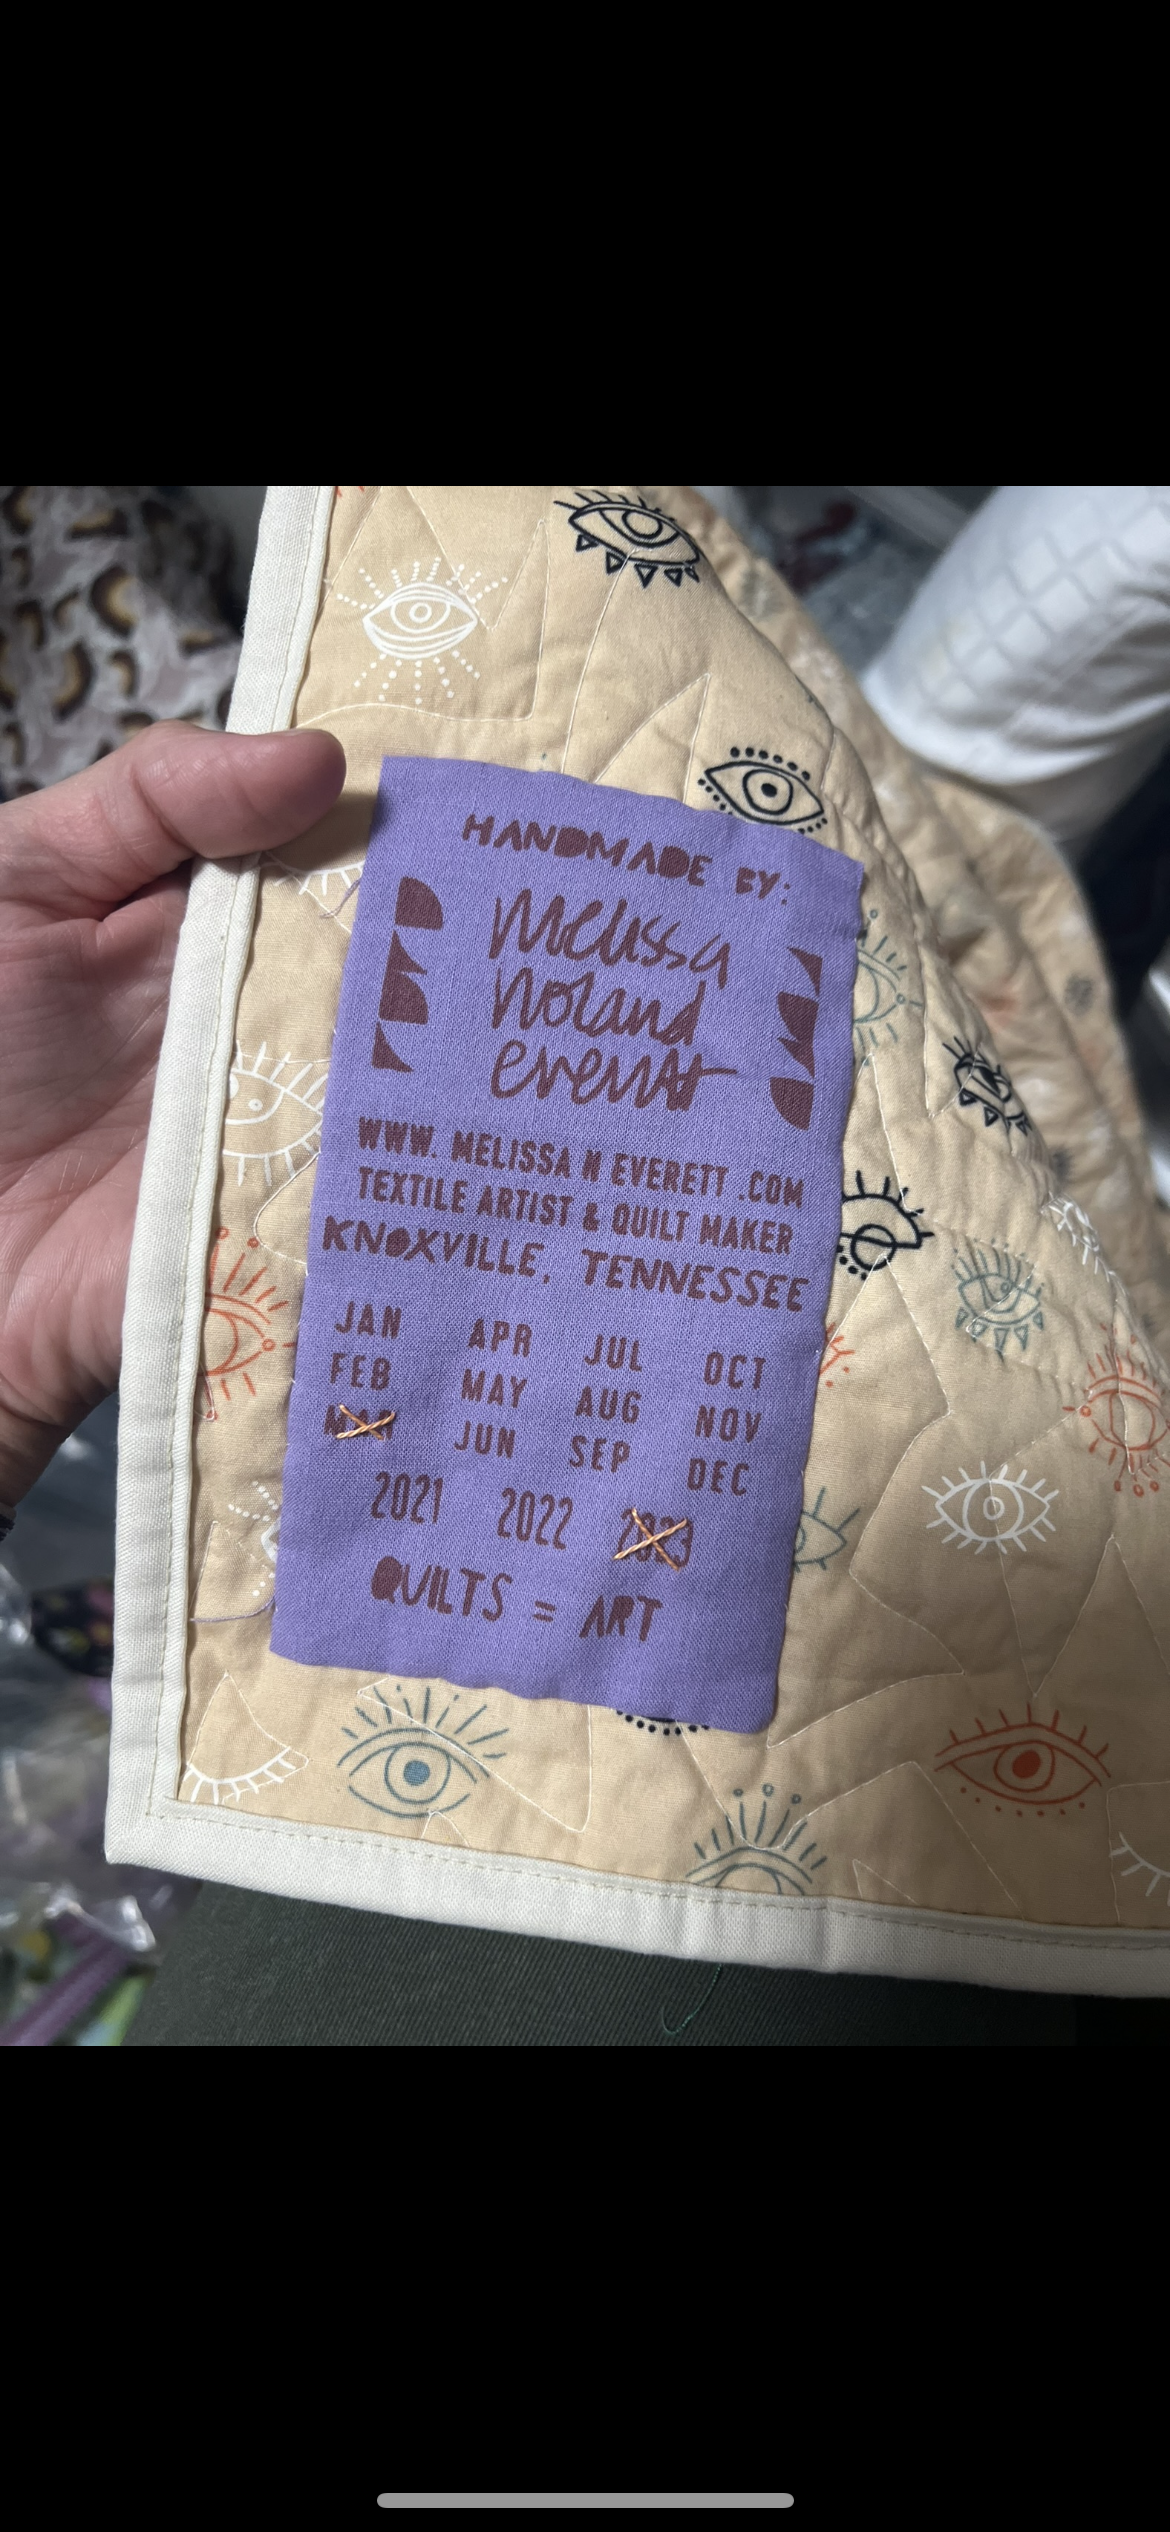 HANDMADE BY:
Melissa
Noland
Everett
WWW. MELISSA N EVERETT .COM
TEXTILE ARTIST & QUILT MAKER
KNOXVILLE, TENNESSEE
JAN APR JUL OCT
FEB MAY AUG NOV
MAR JUN SEP DEC
2021 2022 2023
QUILTS = ART